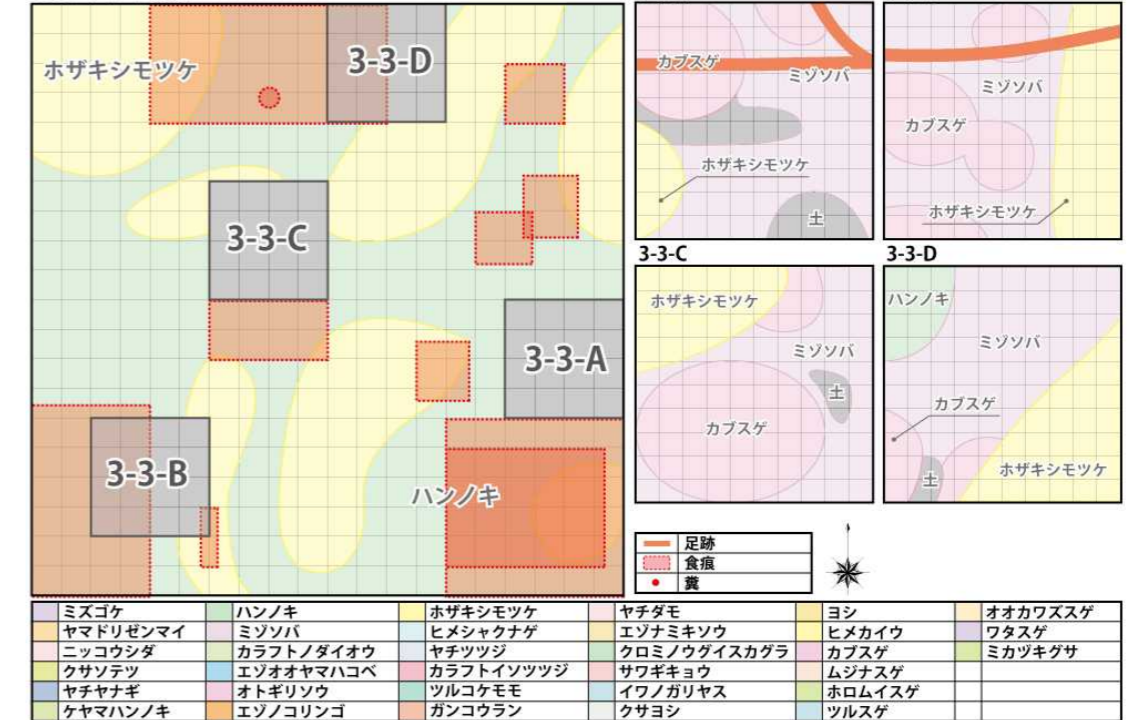 ホザキシモツケ
3-3-D
3-3-C
3-3-A
3-3-B
ハンノキ
カブスゲ
ミゾソバ
ホザキシモツケ
土
ミゾソバ
カブスゲ
ホザキシモツケ
3-3-C
3-3-D
ホザキシモツケ
ミゾソバ
土
カブスゲ
ハンノキ
ミゾソバ
カブスゲ
土
ホザキシモツケ
足跡
食痕
糞
ミズゴケ ハンノキ ホザキシモツケ ヤチダモ ヨシ オオカワズスゲ
ヤマドリゼンマイ ミゾソバ ヒメシャクナゲ エゾナミキソウ ヒメカイウ ワタスゲ
ニッコウシダ カラフトノダイオウ ヤチツツジ クロミノウグイスカグラ カブスゲ ミカヅキグサ
クサソテツ エゾオオヤマハコベ カラフトイソツツジ サワギキョウ ムジナスゲ
ヤチヤナギ オトギリソウ ツルコケモモ イワノガリヤス ホロムイスゲ
ケヤマハンノキ エゾノコリンゴ ガンコウラン クサヨシ ツルスゲ